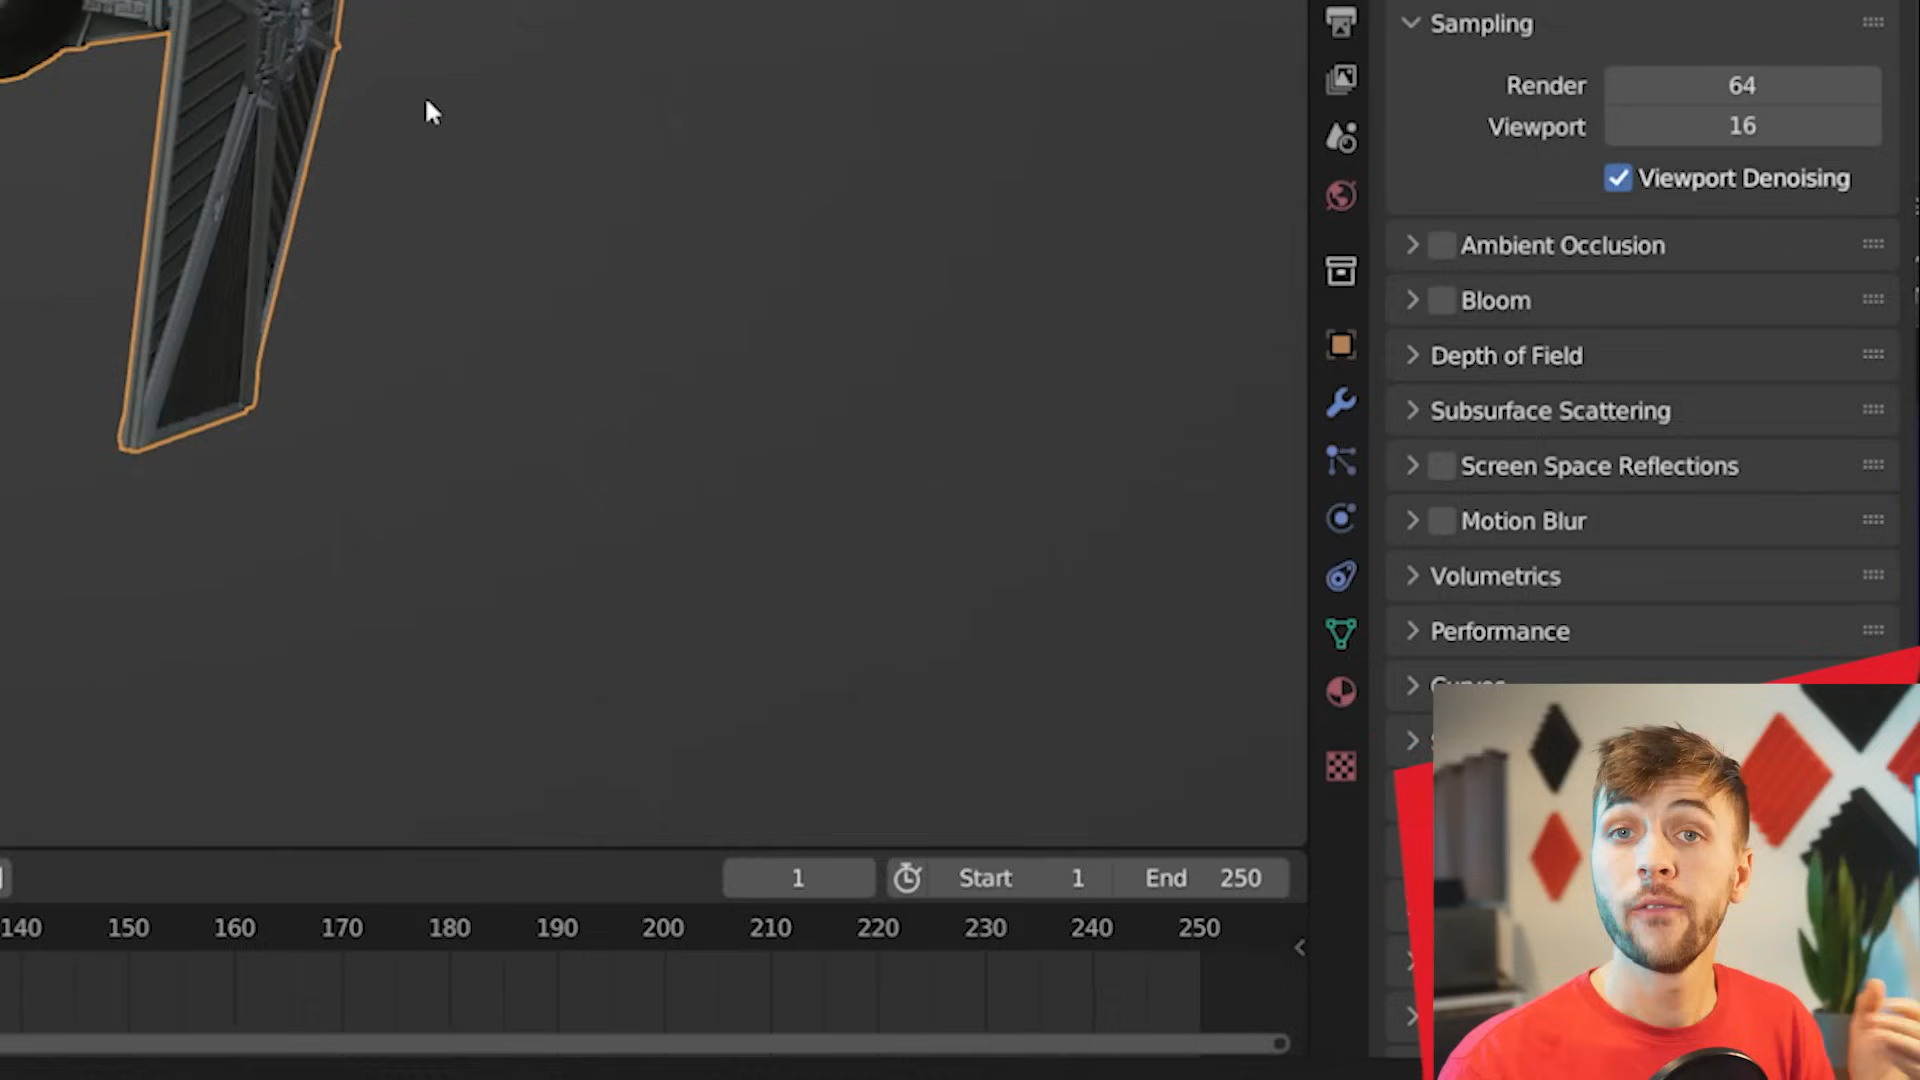 Sampling
Render 64
Viewport 16
Viewport Denoising
Ambient Occlusion
Bloom
Depth of Field
Subsurface Scattering
Screen Space Reflections
Motion Blur
Volumetrics
Performance
Curves
1 Start 1 End 250
140 150 160 170 180 190 200 210 220 230 240 250